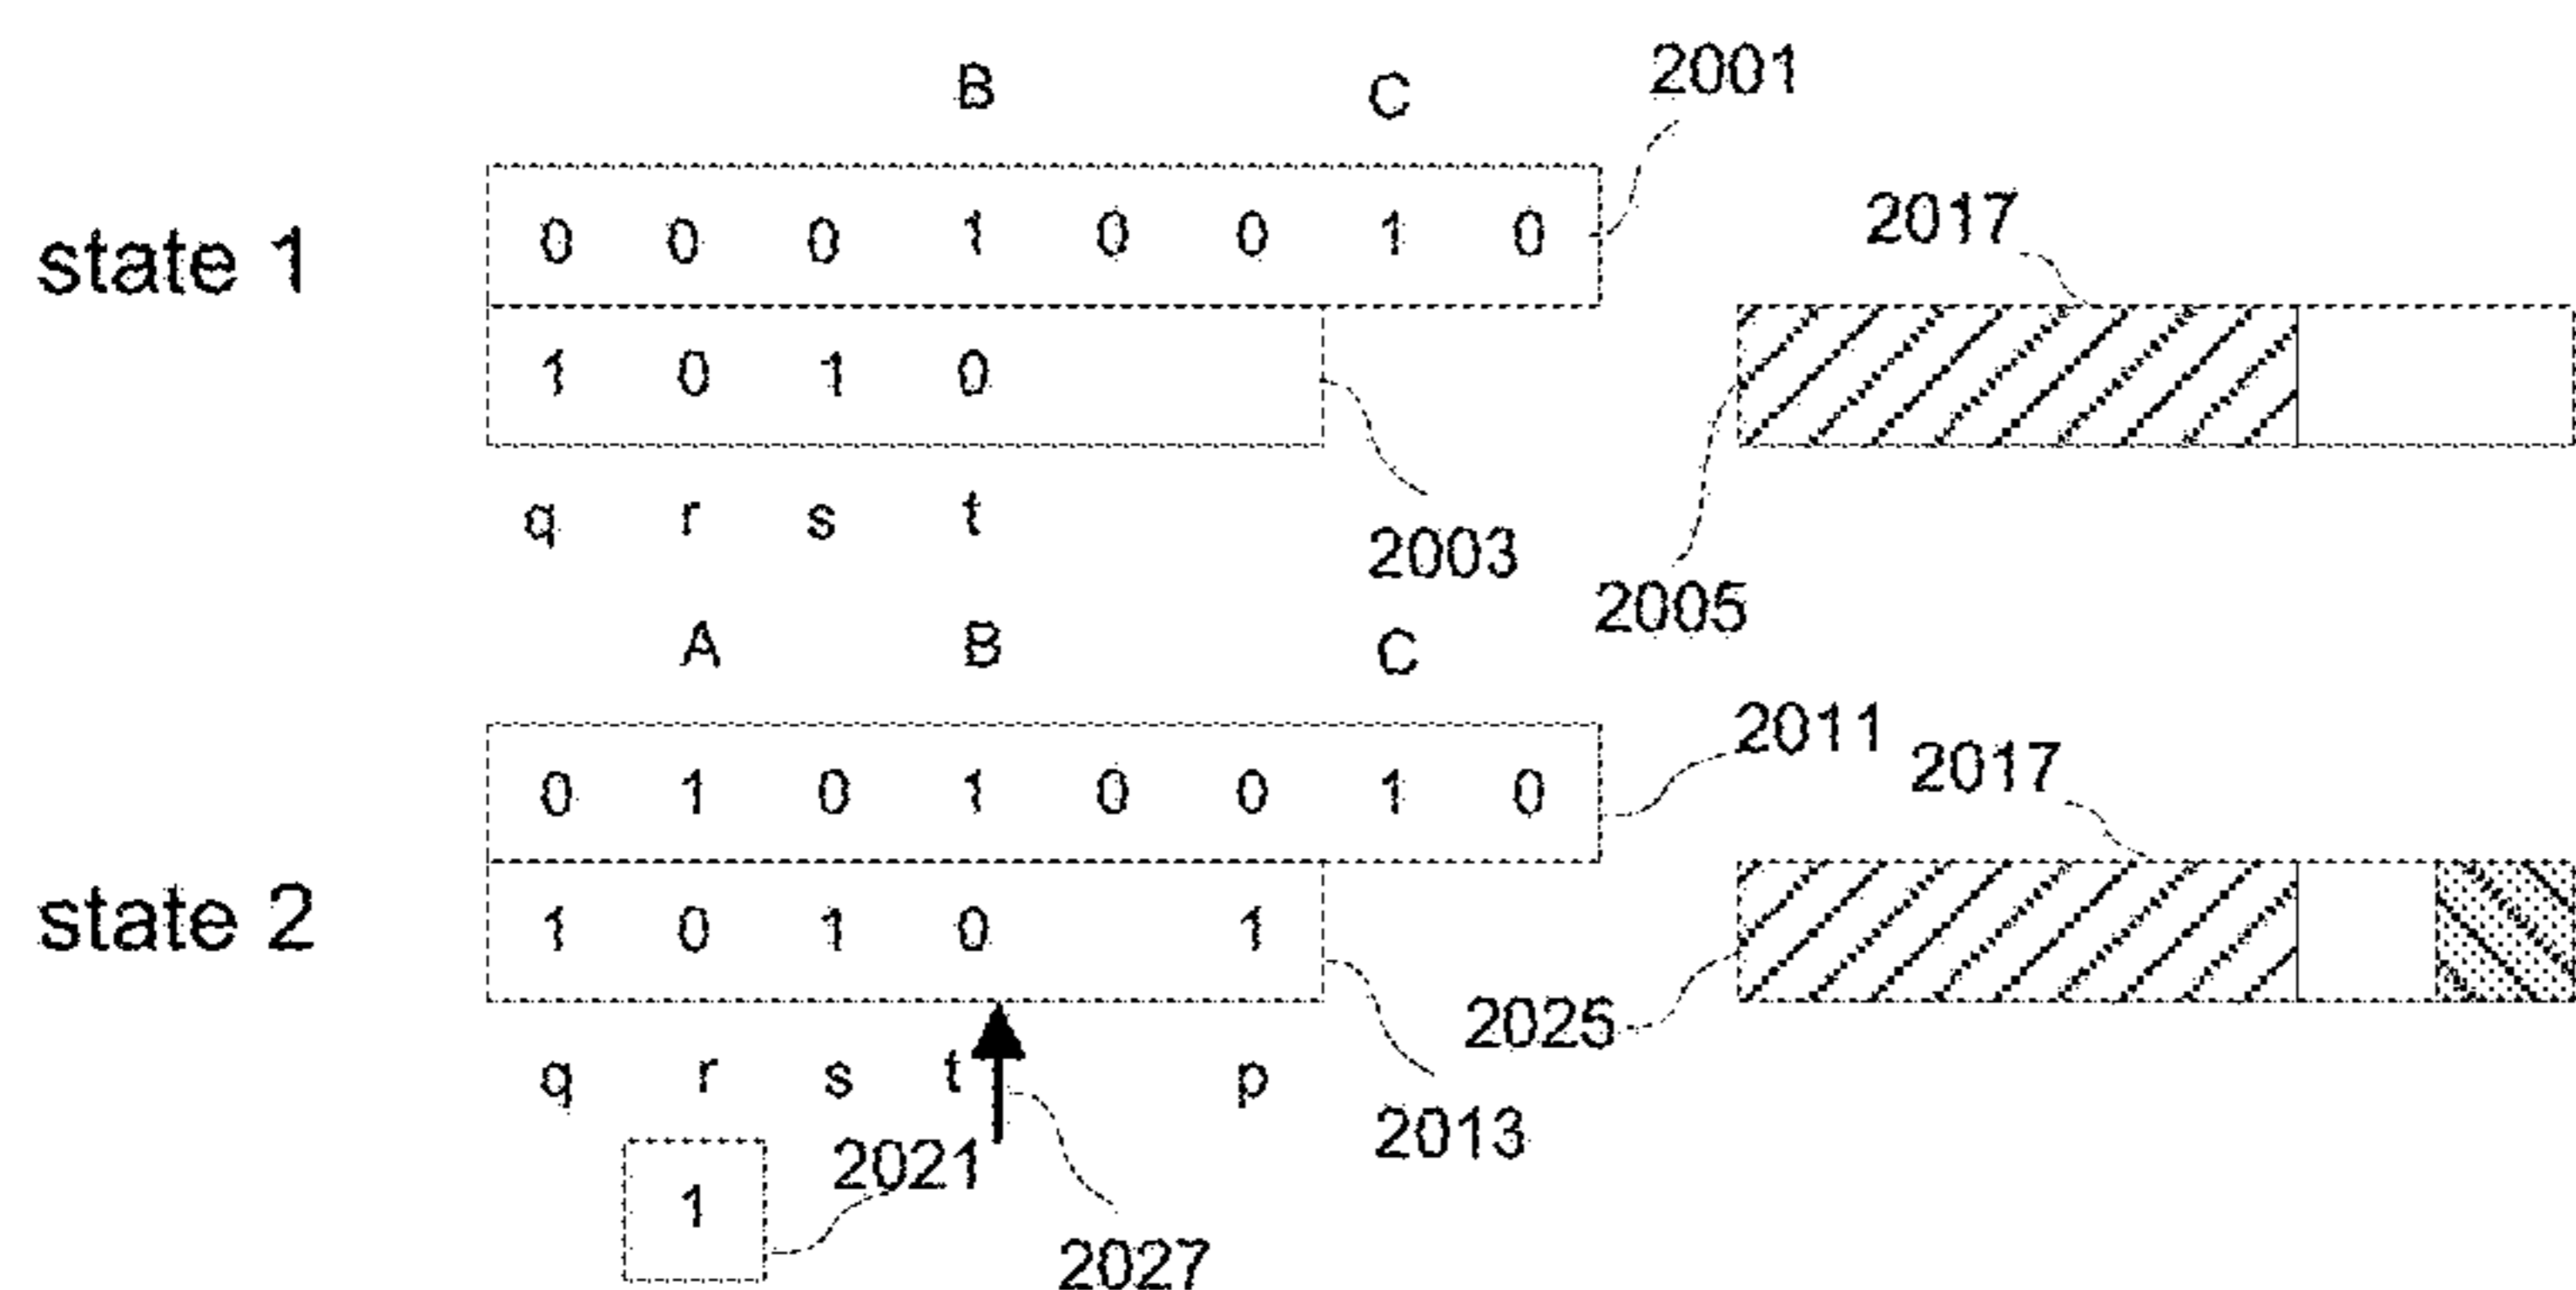 B C 2001
state 1 0 0 0 1 0 0 1 0 2017
1 0 1 0
q r s t 2003 2005
A B C
2011 2017
0 1 0 1 0 0 1 0
state 2 1 0 1 0 1
2025
q r s t p
2013
2021
1
2027